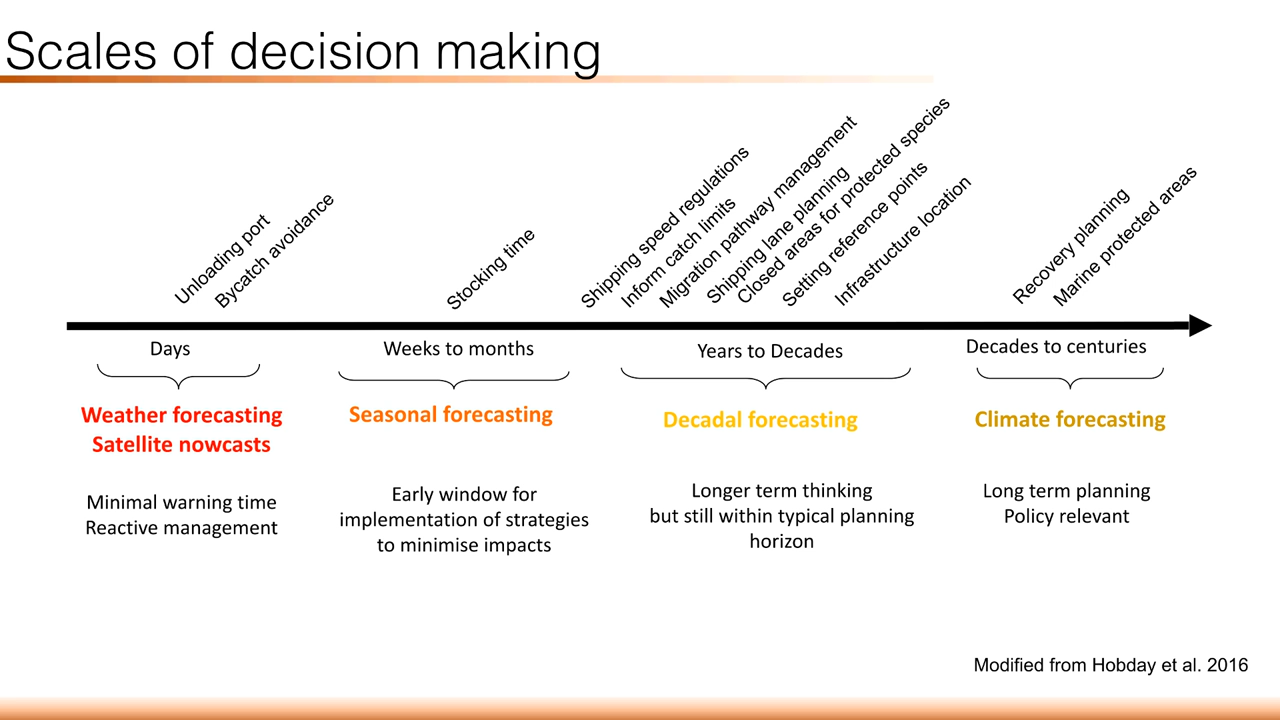 Scales of decision making
Unloading port
Bycatch avoidance
Stocking time
Shipping speed regulations
Inform catch limits
Migration pathway management
Shipping lane planning
Closed areas for protected species
Setting reference points
Infrastructure location
Recovery planning
Marine protected areas
Days
Weeks to months
Years to Decades
Decades to centuries
Weather forecasting
Satellite nowcasts
Seasonal forecasting
Decadal forecasting
Climate forecasting
Minimal warning time
Reactive management
Early window for
implementation of strategies
to minimise impacts
Longer term thinking
but still within typical planning
horizon
Long term planning
Policy relevant
Modified from Hobday et al. 2016